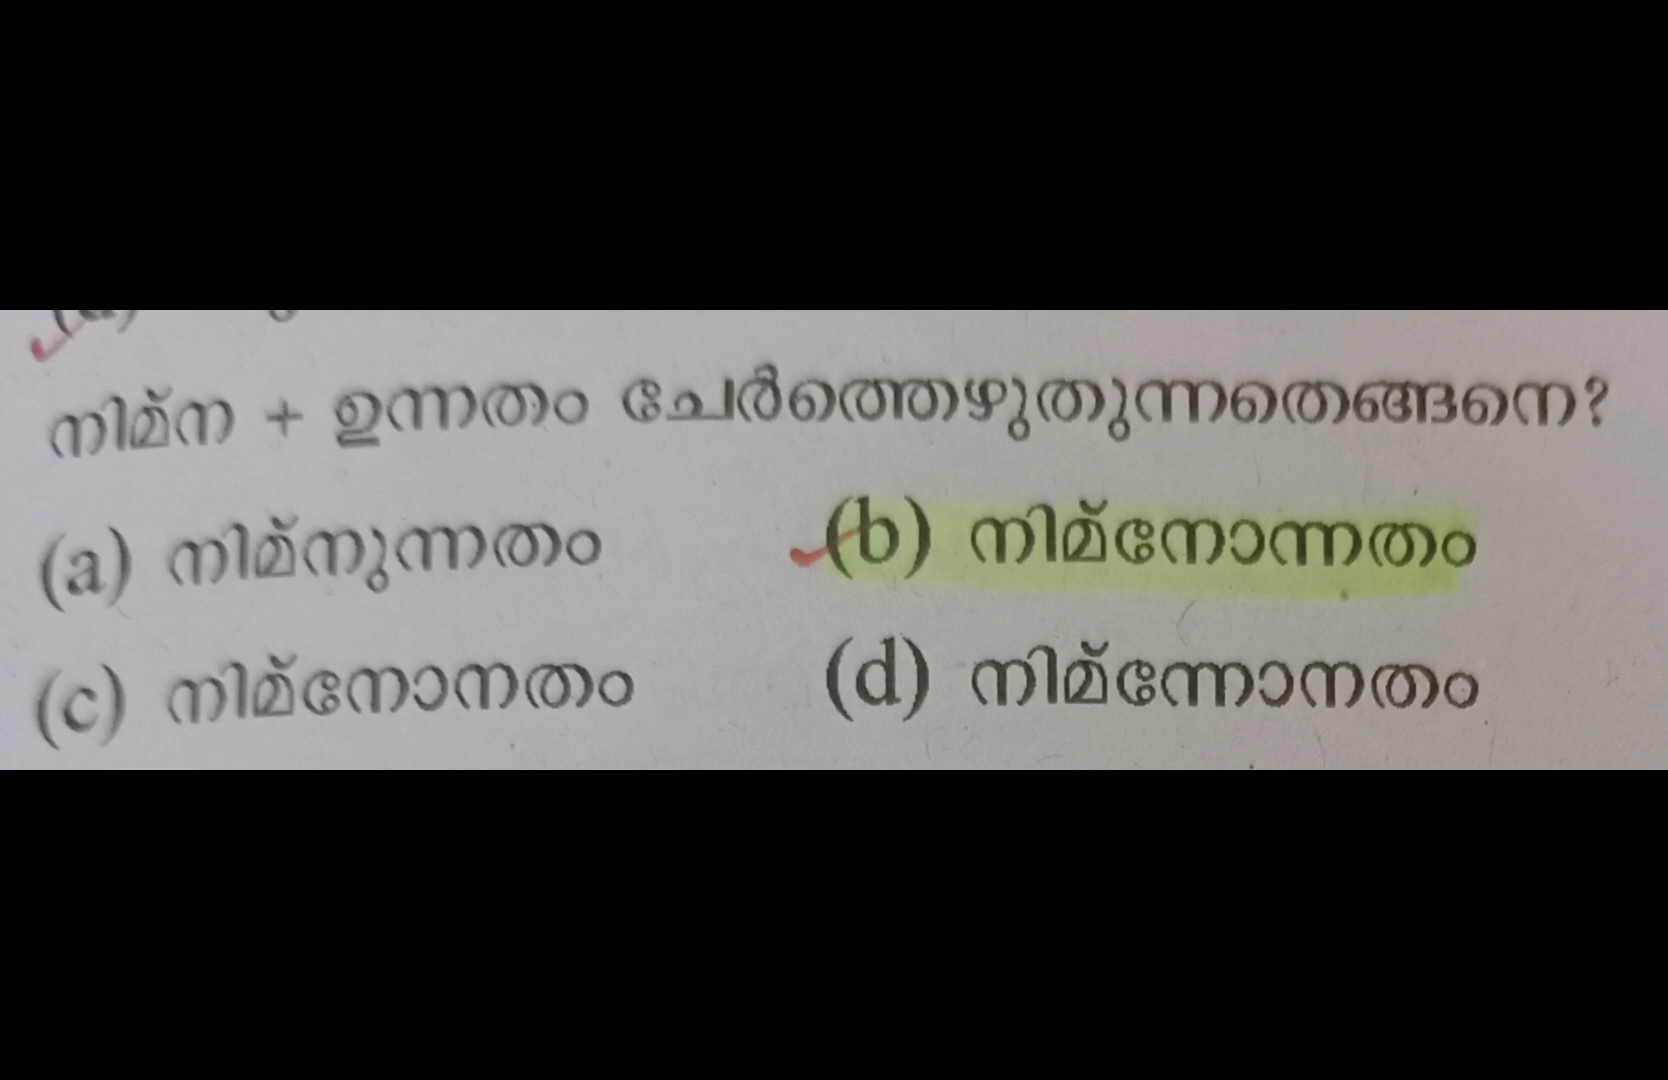 നിമ്ന + ഉന്നതം ചേർത്തെഴുതുന്നതെങ്ങനെ?
(a) നിമ്നുന്നതം (b) നിമ്നോന്നതം
(c) നിമ്നോനതം (d) നിമ്ന്നോനതം